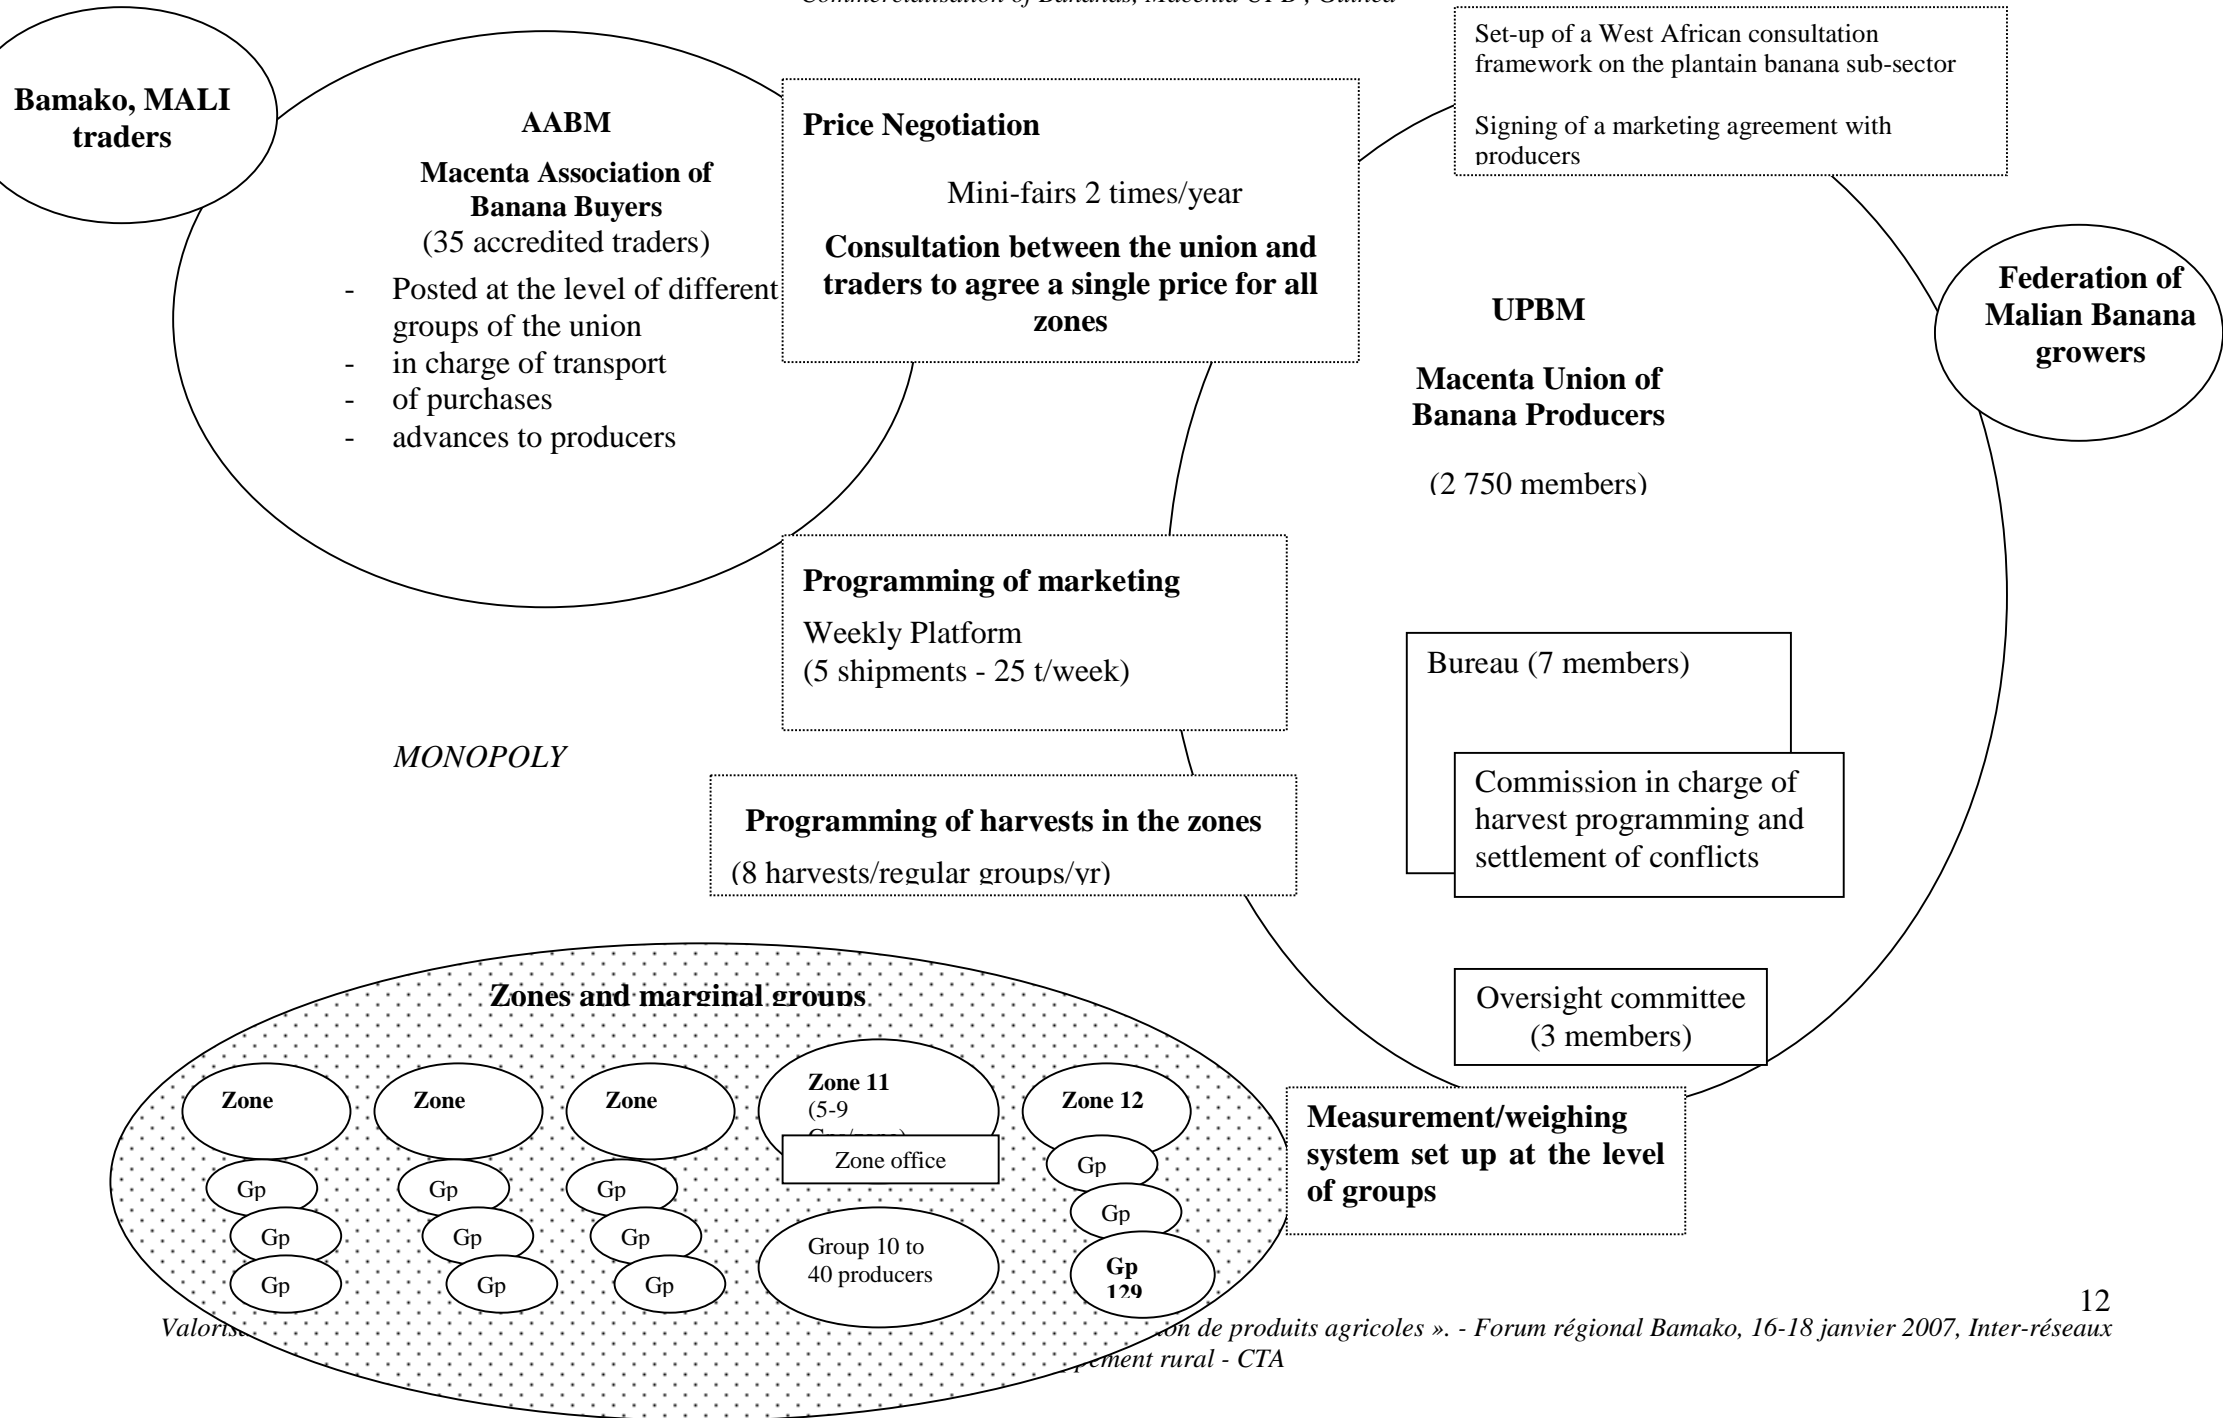 Commercialisation of Bananas, Macenta UPB , Guinea
Bamako, MALI
traders
AABM
Macenta Association of
Banana Buyers
(35 accredited traders)
- Posted at the level of different
groups of the union
- in charge of transport
- of purchases
- advances to producers
Price Negotiation
Mini-fairs 2 times/year
Consultation between the union and
traders to agree a single price for all
zones
Set-up of a West African consultation
framework on the plantain banana sub-sector
Signing of a marketing agreement with
producers
Federation of
Malian Banana
growers
UPBM
Macenta Union of
Banana Producers
(2 750 members)
Programming of marketing
Weekly Platform
(5 shipments - 25 t/week)
MONOPOLY
Programming of harvests in the zones
(8 harvests/regular groups/yr)
Bureau (7 members)
Commission in charge of
harvest programming and
settlement of conflicts
Oversight committee
(3 members)
Measurement/weighing
system set up at the level
of groups
Zones and marginal groups
Zone
Gp
Gp
Gp
Zone
Gp
Gp
Gp
Zone
Gp
Gp
Gp
Zone 11
(5-9
Zone office
Group 10 to
40 producers
Zone 12
Gp
Gp
Gp
129
12
de produits agricoles ». - Forum régional Bamako, 16-18 janvier 2007, Inter-réseaux
rural - CTA